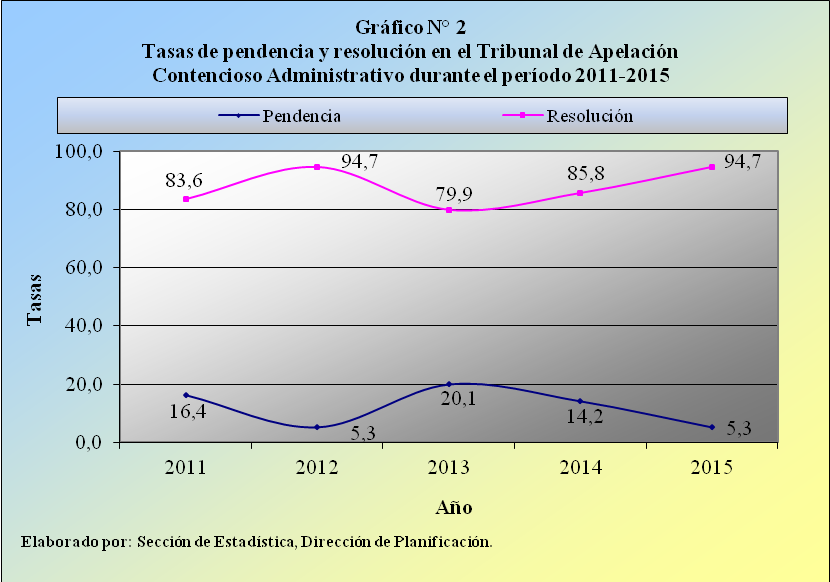 Gráfico N° 2
Tasas de pendencia y resolución en el Tribunal de Apelación
Contencioso Administrativo durante el período 2011-2015
Pendencia Resolución
100,0
80,0
60,0
40,0
20,0
0,0
Tasas
83,6 94,7 79,9 85,8 94,7
16,4 5,3 20,1 14,2 5,3
2011 2012 2013 2014 2015
Año
Elaborado por: Sección de Estadística, Dirección de Planificación.